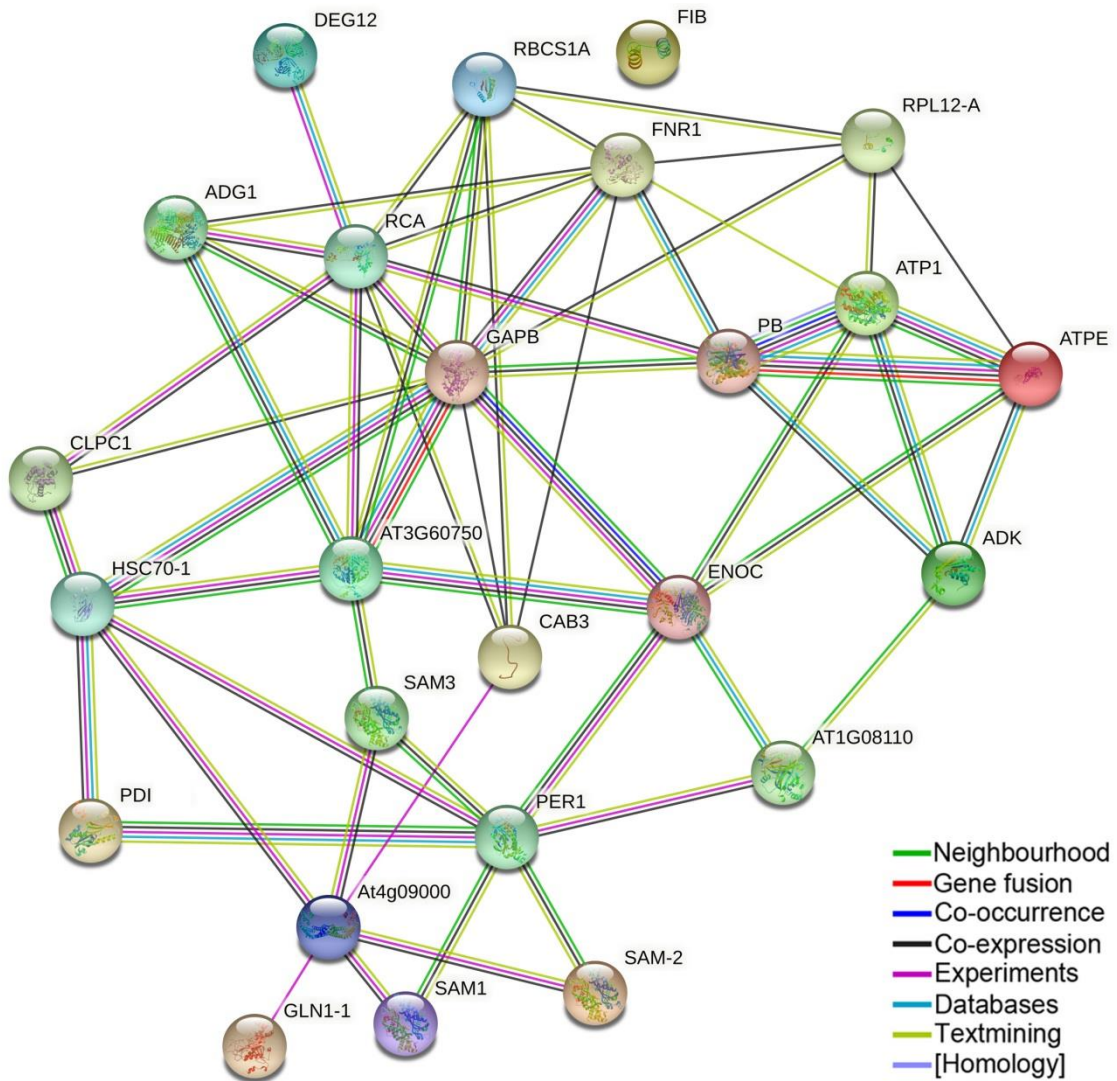 DEG12
FIB
RBCS1A
RPL12-A
FNR1
ADG1
RCA
ATP1
PB
ATPE
GAPB
CLPC1
AT3G60750
ADK
HSC70-1
ENOC
CAB3
SAM3
AT1G08110
PDI
PER1
At4g09000
SAM-2
SAM1
GLN1-1
Neighbourhood
Gene fusion
Co-occurrence
Co-expression
Experiments
Databases
Textmining
[Homology]